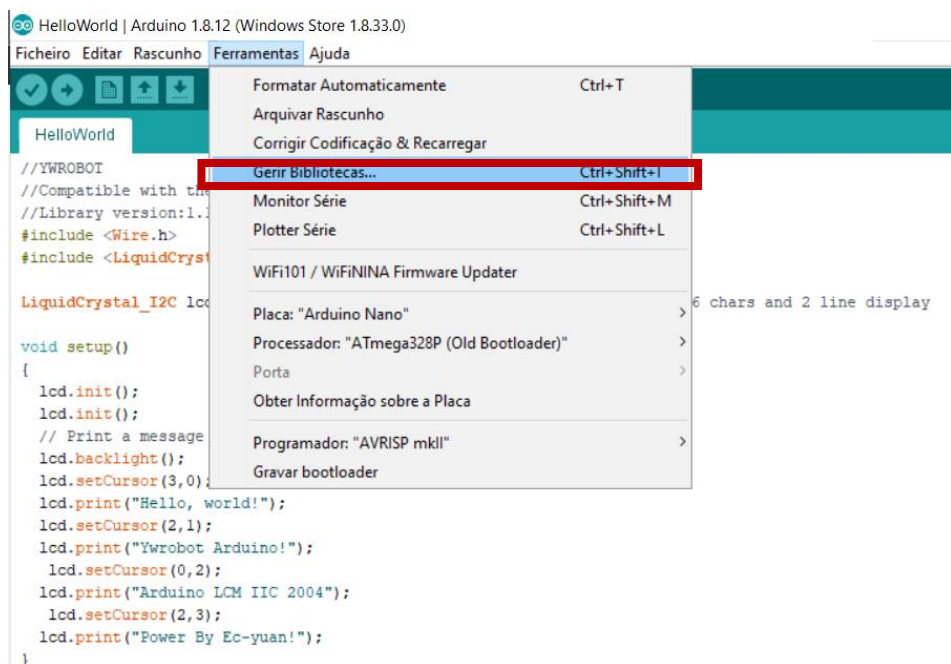 HelloWorld | Arduino 1.8.12 (Windows Store 1.8.33.0)
Ficheiro Editar Rascunho Ferramentas Ajuda
Formatar Automaticamente Ctrl+T
Arquivar Rascunho
Corrigir Codificação & Recarregar
Gerir Bibliotecas... Ctrl+Shift+I
Monitor Série Ctrl+Shift+M
Plotter Série Ctrl+Shift+L
WiFi101 / WiFiNINA Firmware Updater
Placa: "Arduino Nano"
Processador: "ATmega328P (Old Bootloader)"
Porta
Obter Informação sobre a Placa
Programador: "AVRISP mkII"
Gravar bootloader
HelloWorld
//YWROBOT
//Compatible with the
//Library version:1.
#include <Wire.h>
#include <LiquidCryst
LiquidCrystal_I2C lcd 6 chars and 2 line display
void setup()
{
lcd.init();
lcd.init();
// Print a message
lcd.backlight();
lcd.setCursor(3,0);
lcd.print("Hello, world!");
lcd.setCursor(2,1);
lcd.print("Ywrobot Arduino!");
lcd.setCursor(0,2);
lcd.print("Arduino LCM IIC 2004");
lcd.setCursor(2,3);
lcd.print("Power By Ec-yuan!");
}